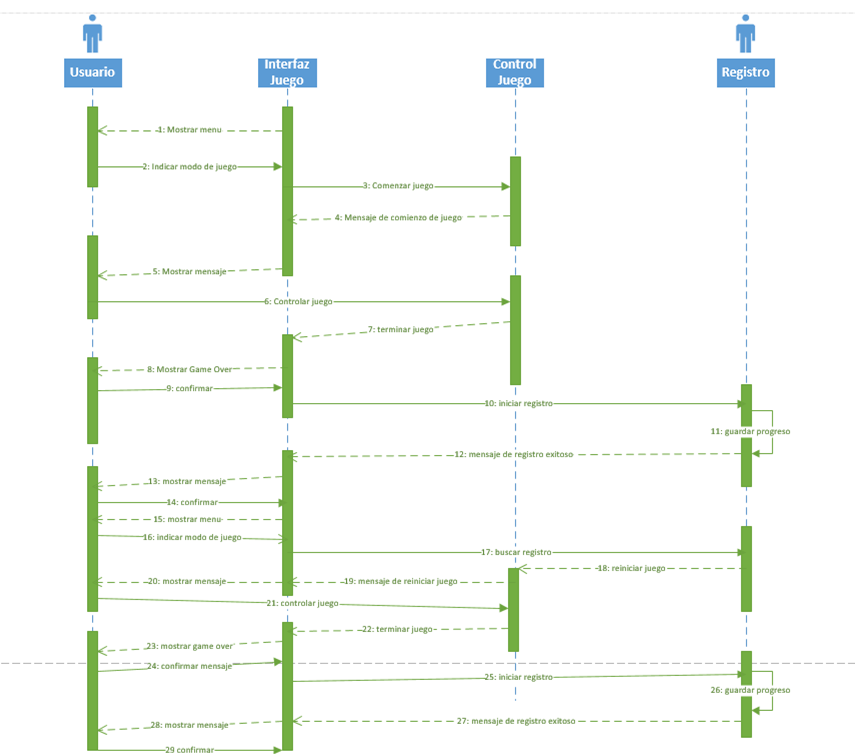 Usuario
Interfaz
Juego
Control
Juego
Registro
1: Mostrar menu
2: Indicar modo de juego
3: Comenzar juego
4: Mensaje de comienzo de juego
5: Mostrar mensaje
6: Controlar juego
7: terminar juego
8: Mostrar Game Over
9: confirmar
10: iniciar registro
11: guardar progreso
12: mensaje de registro exitoso
13: mostrar mensaje
14: confirmar
15: mostrar menu
16: indicar modo de juego
17: buscar registro
18: reiniciar juego
19: mensaje de reiniciar juego
20: mostrar mensaje
21: controlar juego
22: terminar juego
23: mostrar game over
24: confirmar mensaje
25: iniciar registro
26: guardar progreso
27: mensaje de registro exitoso
28: mostrar mensaje
29 confirmar